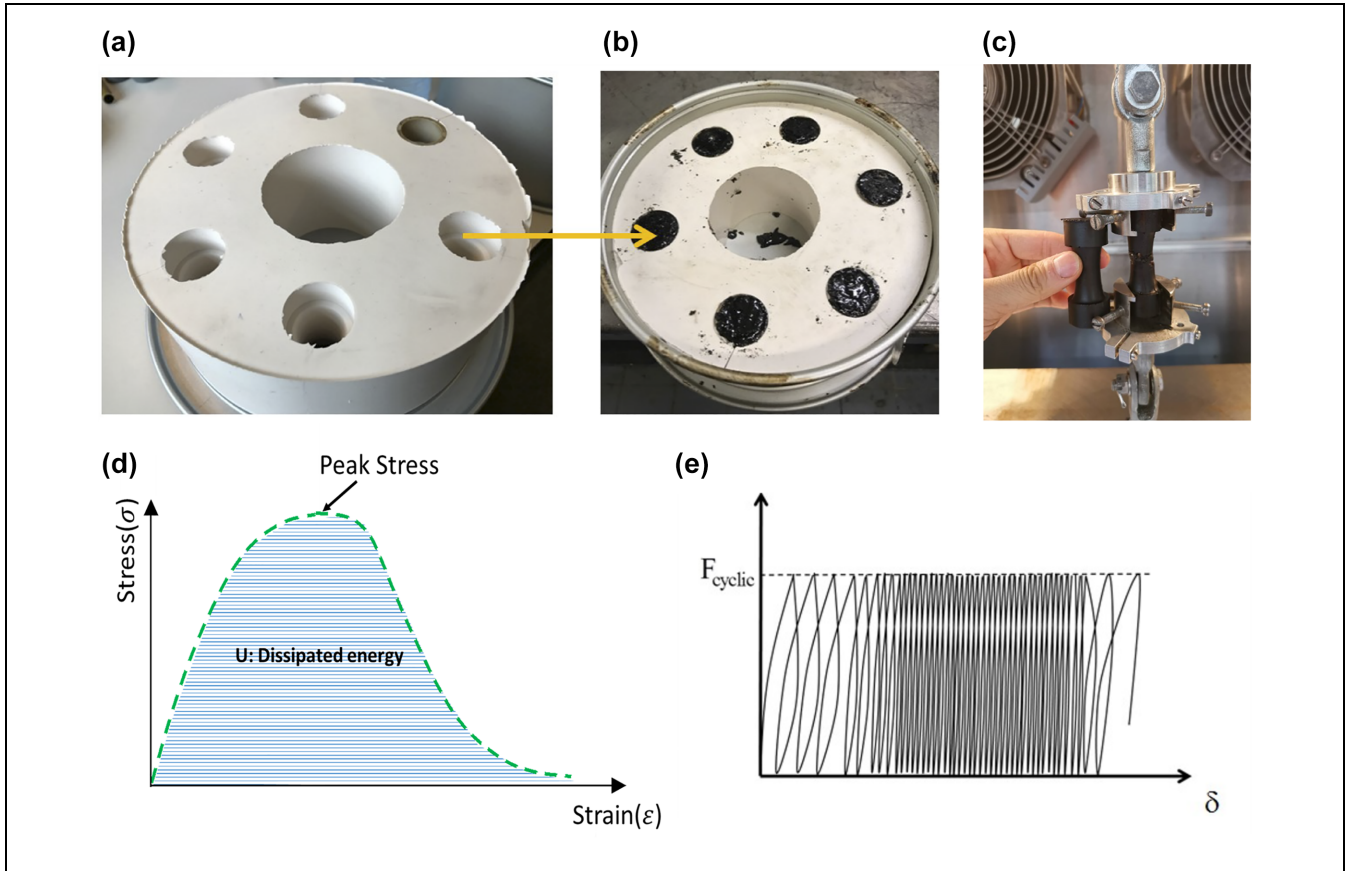 (a)
(b)
(c)
(d)
Peak Stress
Stress(σ)
U: Dissipated energy
Strain(ε)
(e)
Fcyclic
δ